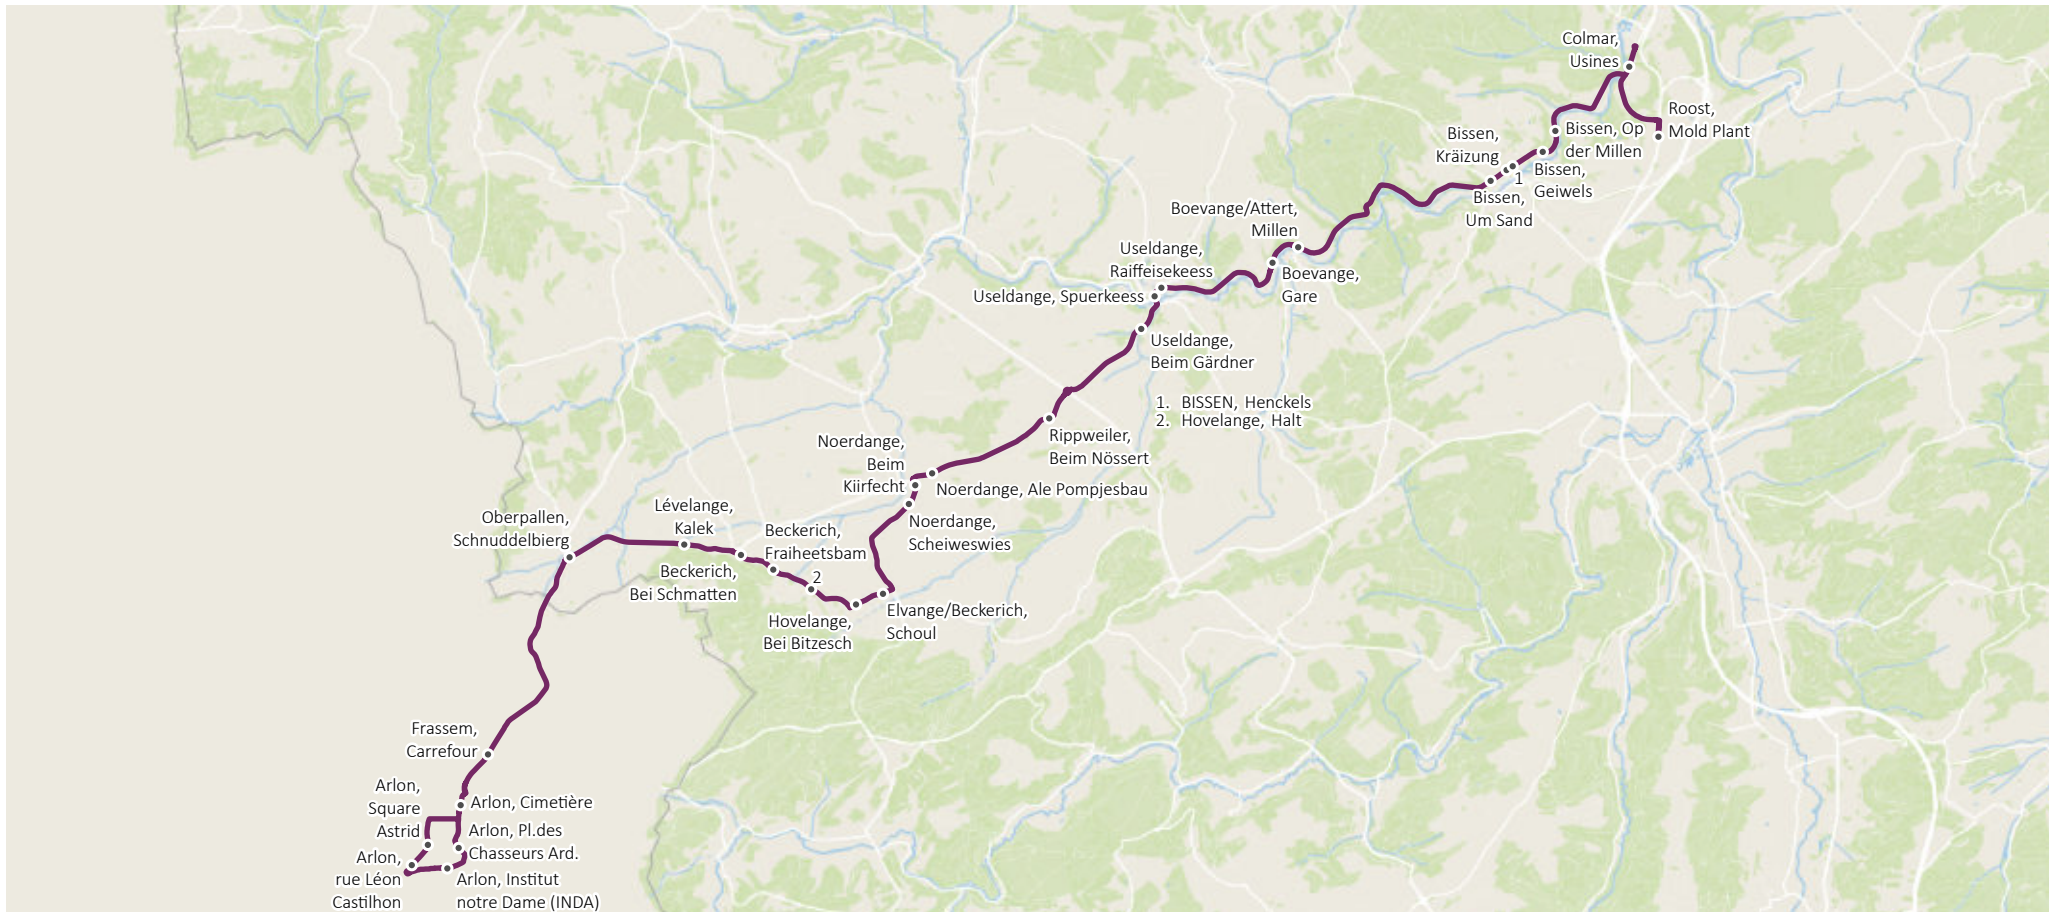 Colmar,
Usines
Roost,
Mold Plant
Bissen, Op
der Millen
Bissen,
Kräizung
1
Bissen,
Geiwels
Bissen,
Um Sand
Boevange/Attert,
Millen
Boevange,
Gare
Useldange,
Raiffeisekeess
Useldange, Spuerkeess
Useldange,
Beim Gärdner
1. BISSEN, Henckels
2. Hovelange, Halt
Rippweiler,
Beim Nössert
Noerdange,
Beim
Kiirfecht
Noerdange, Ale Pompjesbau
Noerdange,
Scheiweswies
Oberpallen,
Schnuddelbierg
Lévelange,
Kalek
Beckerich,
Fraiheetsbam
2
Beckerich,
Bei Schmatten
Hovelange,
Bei Bitzesch
Elvange/Beckerich,
Schoul
Frassem,
Carrefour
Arlon,
Square
Astrid
Arlon, Cimetière
Arlon, Pl.des
Chasseurs Ard.
Arlon,
rue Léon
Castilhon
Arlon, Institut
notre Dame (INDA)